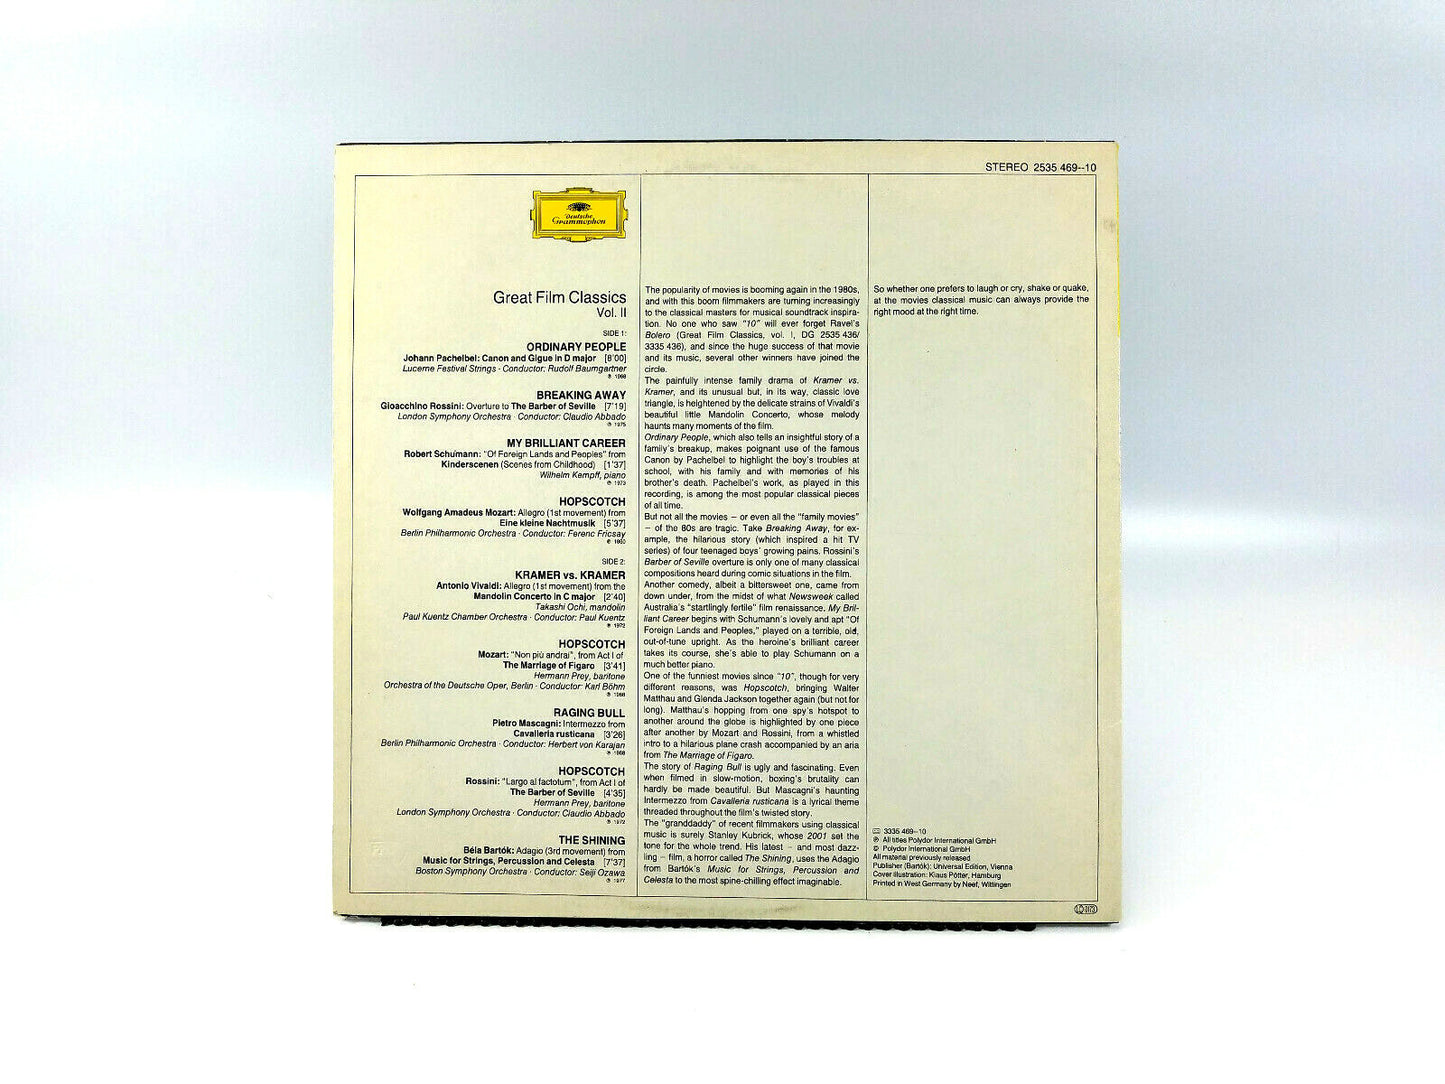 STEREO 2535 469--10
Deutsche
Grammophon
Great Film Classics
Vol. II
SIDE 1:
ORDINARY PEOPLE
Johann Pachelbel: Canon and Gigue in D major [8'00]
Lucerne Festival Strings · Conductor: Rudolf Baumgartner
℗ 1968
BREAKING AWAY
Gioacchino Rossini: Overture to The Barber of Seville [7'19]
London Symphony Orchestra · Conductor: Claudio Abbado
℗ 1975
MY BRILLIANT CAREER
Robert Schumann: "Of Foreign Lands and Peoples" from
Kinderscenen (Scenes from Childhood) [1'37]
Wilhelm Kempff, piano
℗ 1973
HOPSCOTCH
Wolfgang Amadeus Mozart: Allegro (1st movement) from
Eine kleine Nachtmusik [5'37]
Berlin Philharmonic Orchestra · Conductor: Ferenc Fricsay
℗ 1960
SIDE 2:
KRAMER vs. KRAMER
Antonio Vivaldi: Allegro (1st movement) from the
Mandolin Concerto in C major [2'40]
Takashi Ochi, mandolin
Paul Kuentz Chamber Orchestra · Conductor: Paul Kuentz
℗ 1972
HOPSCOTCH
Mozart: "Non più andrai", from Act I of
The Marriage of Figaro [3'41]
Hermann Prey, baritone
Orchestra of the Deutsche Oper, Berlin · Conductor: Karl Böhm
℗ 1968
RAGING BULL
Pietro Mascagni: Intermezzo from
Cavalleria rusticana [3'26]
Berlin Philharmonic Orchestra · Conductor: Herbert von Karajan
℗ 1968
HOPSCOTCH
Rossini: "Largo al factotum", from Act I of
The Barber of Seville [4'35]
Hermann Prey, baritone
London Symphony Orchestra · Conductor: Claudio Abbado
℗ 1972
THE SHINING
Béla Bartók: Adagio (3rd movement) from
Music for Strings, Percussion and Celesta [7'37]
Boston Symphony Orchestra · Conductor: Seiji Ozawa
℗ 1977
The popularity of movies is booming again in the 1980s,
and with this boom filmmakers are turning increasingly
to the classical masters for musical soundtrack inspira-
tion. No one who saw "10" will ever forget Ravel's
Bolero (Great Film Classics, vol. I, DG 2535 436/
3335 436), and since the huge success of that movie
and its music, several other winners have joined the
circle.
The painfully intense family drama of Kramer vs.
Kramer, and its unusual but, in its way, classic love
triangle, is heightened by the delicate strains of Vivaldi's
beautiful little Mandolin Concerto, whose melody
haunts many moments of the film.
Ordinary People, which also tells an insightful story of a
family's breakup, makes poignant use of the famous
Canon by Pachelbel to highlight the boy's troubles at
school, with his family and with memories of his
brother's death. Pachelbel's work, as played in this
recording, is among the most popular classical pieces
of all time.
But not all the movies – or even all the "family movies"
– of the 80s are tragic. Take Breaking Away, for ex-
ample, the hilarious story (which inspired a hit TV
series) of four teenaged boys' growing pains. Rossini's
Barber of Seville overture is only one of many classical
compositions heard during comic situations in the film.
Another comedy, albeit a bittersweet one, came from
down under, from the midst of what Newsweek called
Australia's "startlingly fertile" film renaissance. My Bril-
liant Career begins with Schumann's lovely and apt "Of
Foreign Lands and Peoples," played on a terrible, old,
out-of-tune upright. As the heroine's brilliant career
takes its course, she's able to play Schumann on a
much better piano.
One of the funniest movies since "10", though for very
different reasons, was Hopscotch, bringing Walter
Matthau and Glenda Jackson together again (but not for
long). Matthau's hopping from one spy's hotspot to
another around the globe is highlighted by one piece
after another by Mozart and Rossini, from a whistled
intro to a hilarious plane crash accompanied by an aria
from The Marriage of Figaro.
The story of Raging Bull is ugly and fascinating. Even
when filmed in slow-motion, boxing's brutality can
hardly be made beautiful. But Mascagni's haunting
Intermezzo from Cavalleria rusticana is a lyrical theme
threaded throughout the film's twisted story.
The "granddaddy" of recent filmmakers using classical
music is surely Stanley Kubrick, whose 2001 set the
tone for the whole trend. His latest – and most dazz-
ling – film, a horror called The Shining, uses the Adagio
from Bartók's Music for Strings, Percussion and
Celesta to the most spine-chilling effect imaginable.
So whether one prefers to laugh or cry, shake or quake,
at the movies classical music can always provide the
right mood at the right time.
3335 469--10
℗ All titles Polydor International GmbH
© Polydor International GmbH
All material previously released
Publisher (Bartók): Universal Edition, Vienna
Cover illustration: Klaus Pötter, Hamburg
Printed in West Germany by Neef, Wittingen